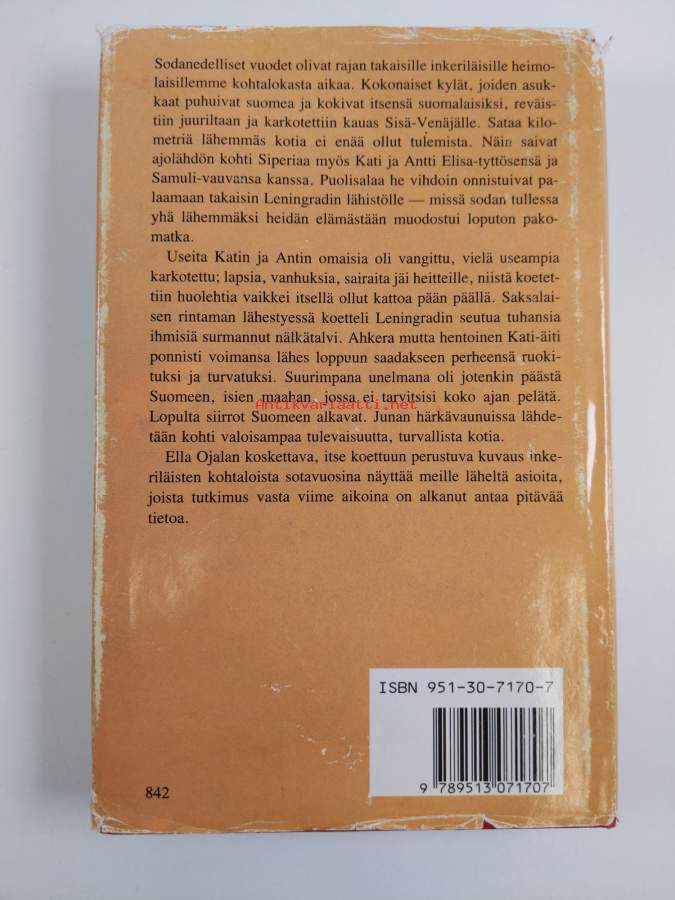 Sodanedelliset vuodet olivat rajan takaisille inkeriläisille heimo-
laisillemme kohtalokasta aikaa. Kokonaiset kylät, joiden asuk-
kaat puhuivat suomea ja kokivat itsensä suomalaisiksi, reväis-
tiin juuriltaan ja karkotettiin kauas Sisä-Venäjälle. Sataa kilo-
metriä lähemmäs kotia ei enää ollut tulemista. Näin saivat
ajolähdön kohti Siperiaa myös Kati ja Antti Elisa-tyttösensä ja
Samuli-vauvansa kanssa. Puolisalaa he vihdoin onnistuivat pa-
laamaan takaisin Leningradin lähistölle — missä sodan tullessa
yhä lähemmäksi heidän elämästään muodostui loputon pako-
matka.
Useita Katin ja Antin omaisia oli vangittu, vielä useampia
karkotettu; lapsia, vanhuksia, sairaita jäi heitteille, niistä koetet-
tiin huolehtia vaikkei itsellä ollut kattoa pään päällä. Saksalai-
sen rintaman lähestyessä koetteli Leningradin seutua tuhansia
ihmisiä surmannut nälkätalvi. Ahkera mutta hentoinen Kati-äiti
ponnisti voimansa lähes loppuun saadakseen perheensä ruoki-
tuksi ja turvatuksi. Suurimpana unelmana oli jotenkin päästä
Suomeen, isien maahan, jossa ei tarvitsisi koko ajan pelätä.
Antikvariaatti.net
Lopulta siirrot Suomeen alkavat. Junan härkävaunuissa lähde-
tään kohti valoisampaa tulevaisuutta, turvallista kotia.
Ella Ojalan koskettava, itse koettuun perustuva kuvaus inke-
riläisten kohtaloista sotavuosina näyttää meille läheltä asioita,
joista tutkimus vasta viime aikoina on alkanut antaa pitävää
tietoa.
ISBN 951-30-7170-7
9 789513 071707
842